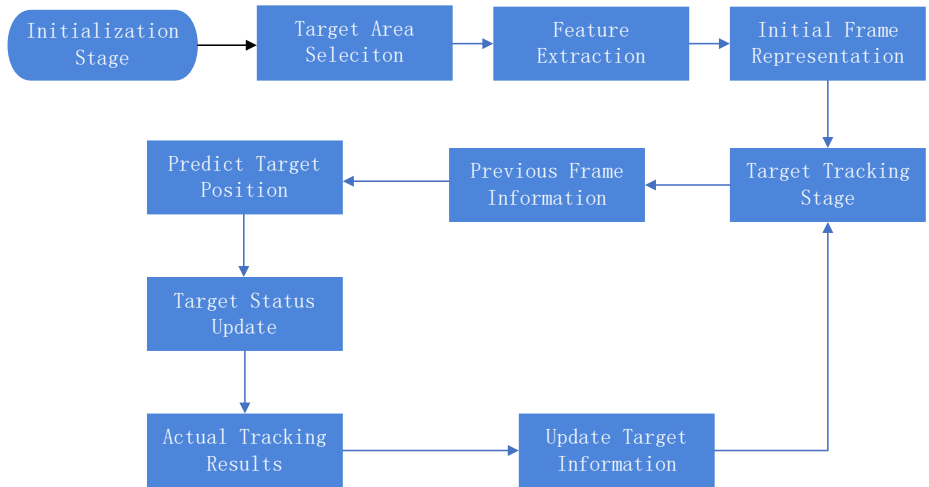 Initialization
Stage
Target Area
Seleciton
Feature
Extraction
Initial Frame
Representation
Predict Target
Position
Previous Frame
Information
Target Tracking
Stage
Target Status
Update
Actual Tracking
Results
Update Target
Information